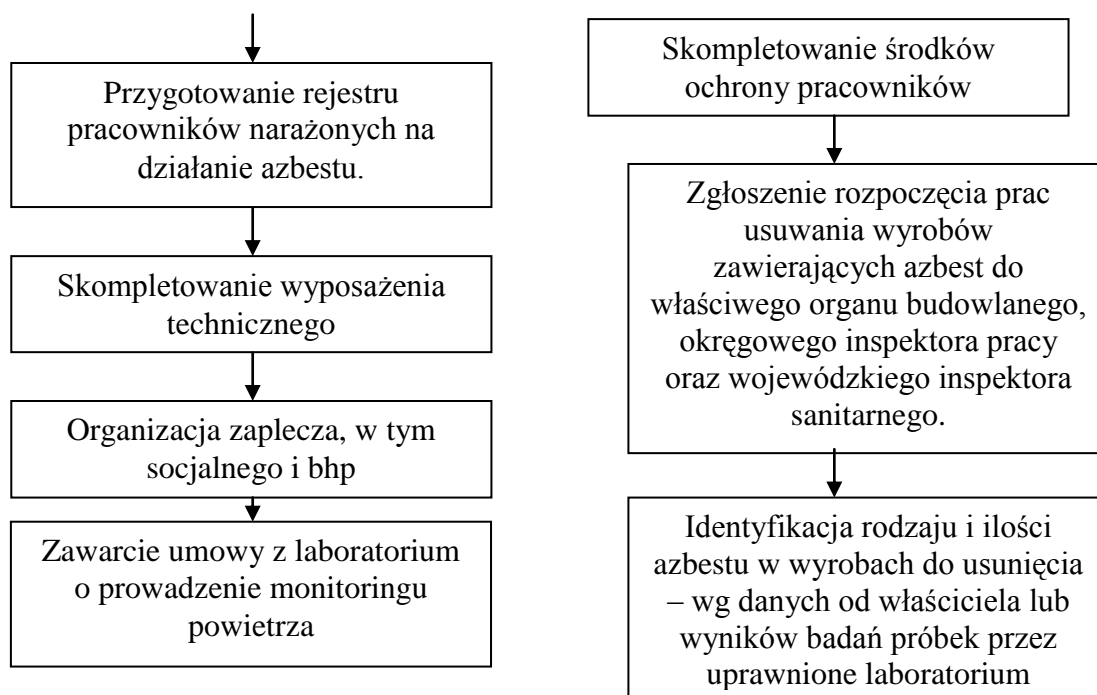 Przygotowanie rejestru
pracowników narażonych na
działanie azbestu.
Skompletowanie wyposażenia
technicznego
Organizacja zaplecza, w tym
socjalnego i bhp
Zawarcie umowy z laboratorium
o prowadzenie monitoringu
powietrza
Skompletowanie środków
ochrony pracowników
Zgłoszenie rozpoczęcia prac
usuwania wyrobów
zawierających azbest do
właściwego organu budowlanego,
okręgowego inspektora pracy
oraz wojewódzkiego inspektora
sanitarnego.
Identyfikacja rodzaju i ilości
azbestu w wyrobach do usunięcia
– wg danych od właściciela lub
wyników badań próbek przez
uprawnione laboratorium